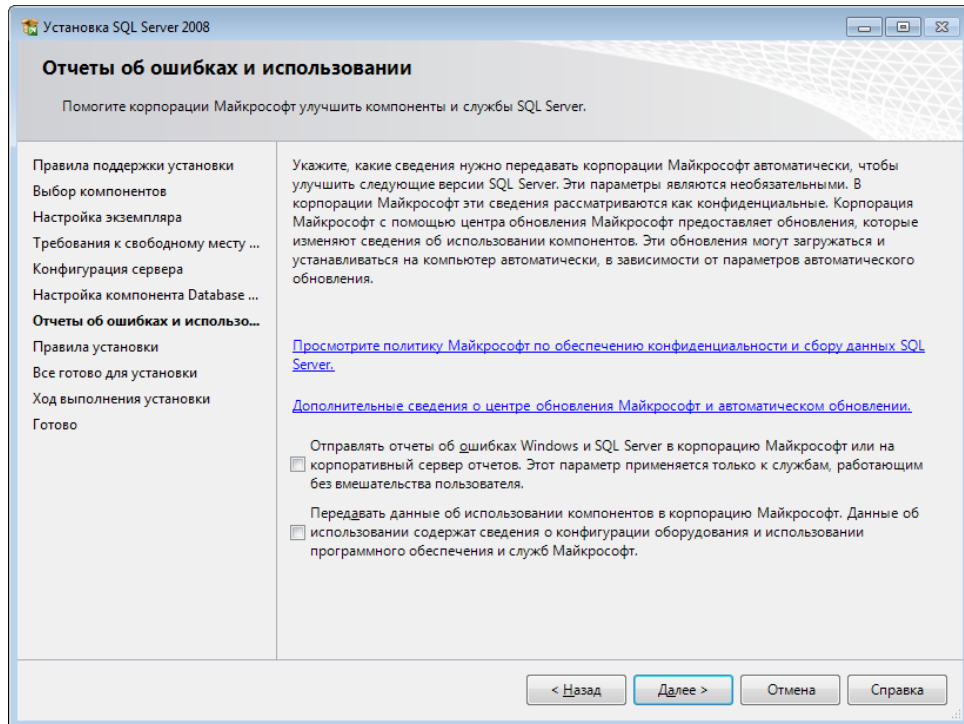 Установка SQL Server 2008
Отчеты об ошибках и использовании
Помогите корпорации Майкрософт улучшить компоненты и службы SQL Server.
Правила поддержки установки
Выбор компонентов
Настройка экземпляра
Требования к свободному месту ...
Конфигурация сервера
Настройка компонента Database ...
Отчеты об ошибках и использо...
Правила установки
Все готово для установки
Ход выполнения установки
Готово
Укажите, какие сведения нужно передавать корпорации Майкрософт автоматически, чтобы
улучшить следующие версии SQL Server. Эти параметры являются необязательными. В
корпорации Майкрософт эти сведения рассматриваются как конфиденциальные. Корпорация
Майкрософт с помощью центра обновления Майкрософт предоставляет обновления, которые
изменяют сведения об использовании компонентов. Эти обновления могут загружаться и
устанавливаться на компьютер автоматически, в зависимости от параметров автоматического
обновления.
Просмотрите политику Майкрософт по обеспечению конфиденциальности и сбору данных SQL
Server.
Дополнительные сведения о центре обновления Майкрософт и автоматическом обновлении.
Отправлять отчеты об ошибках Windows и SQL Server в корпорацию Майкрософт или на
корпоративный сервер отчетов. Этот параметр применяется только к службам, работающим
без вмешательства пользователя.
Передавать данные об использовании компонентов в корпорацию Майкрософт. Данные об
использовании содержат сведения о конфигурации оборудования и использовании
программного обеспечения и служб Майкрософт.
< Назад
Далее >
Отмена
Справка